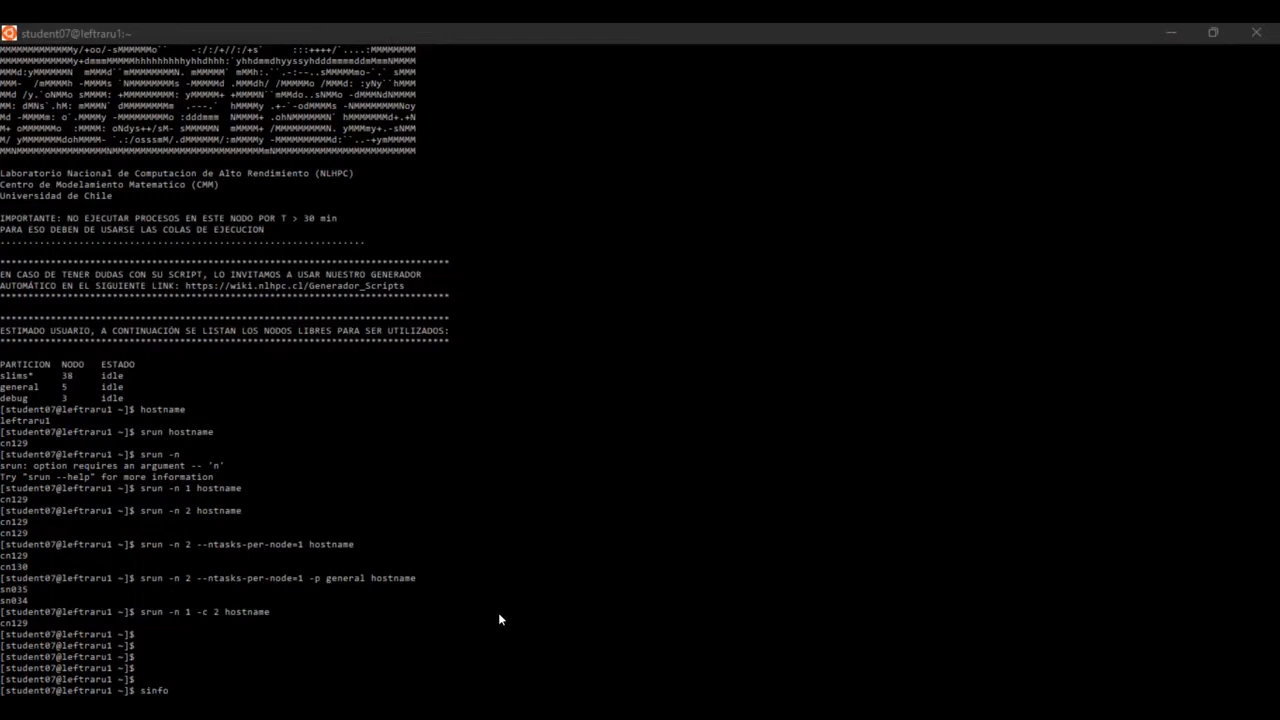 student07@leftraru1:~
Laboratorio Nacional de Computacion de Alto Rendimiento (NLHPC)
Centro de Modelamiento Matematico (CMM)
Universidad de Chile
IMPORTANTE: NO EJECUTAR PROCESOS EN ESTE NODO POR T > 30 min
PARA ESO DEBEN DE USARSE LAS COLAS DE EJECUCION
EN CASO DE TENER DUDAS CON SU SCRIPT, LO INVITAMOS A USAR NUESTRO GENERADOR
AUTOMÁTICO EN EL SIGUIENTE LINK: https://wiki.nlhpc.cl/Generador_Scripts
ESTIMADO USUARIO, A CONTINUACIÓN SE LISTAN LOS NODOS LIBRES PARA SER UTILIZADOS:
PARTICION NODO ESTADO
slims* 38 idle
general 5 idle
debug 3 idle
[student07@leftraru1 ~]$ hostname
leftraru1
[student07@leftraru1 ~]$ srun hostname
cn129
[student07@leftraru1 ~]$ srun -n
srun: option requires an argument -- 'n'
Try "srun --help" for more information
[student07@leftraru1 ~]$ srun -n 1 hostname
cn129
[student07@leftraru1 ~]$ srun -n 2 hostname
cn129
cn129
[student07@leftraru1 ~]$ srun -n 2 --ntasks-per-node=1 hostname
cn129
cn130
[student07@leftraru1 ~]$ srun -n 2 --ntasks-per-node=1 -p general hostname
sn035
sn034
[student07@leftraru1 ~]$ srun -n 1 -c 2 hostname
cn129
[student07@leftraru1 ~]$
[student07@leftraru1 ~]$
[student07@leftraru1 ~]$
[student07@leftraru1 ~]$
[student07@leftraru1 ~]$
[student07@leftraru1 ~]$ sinfo